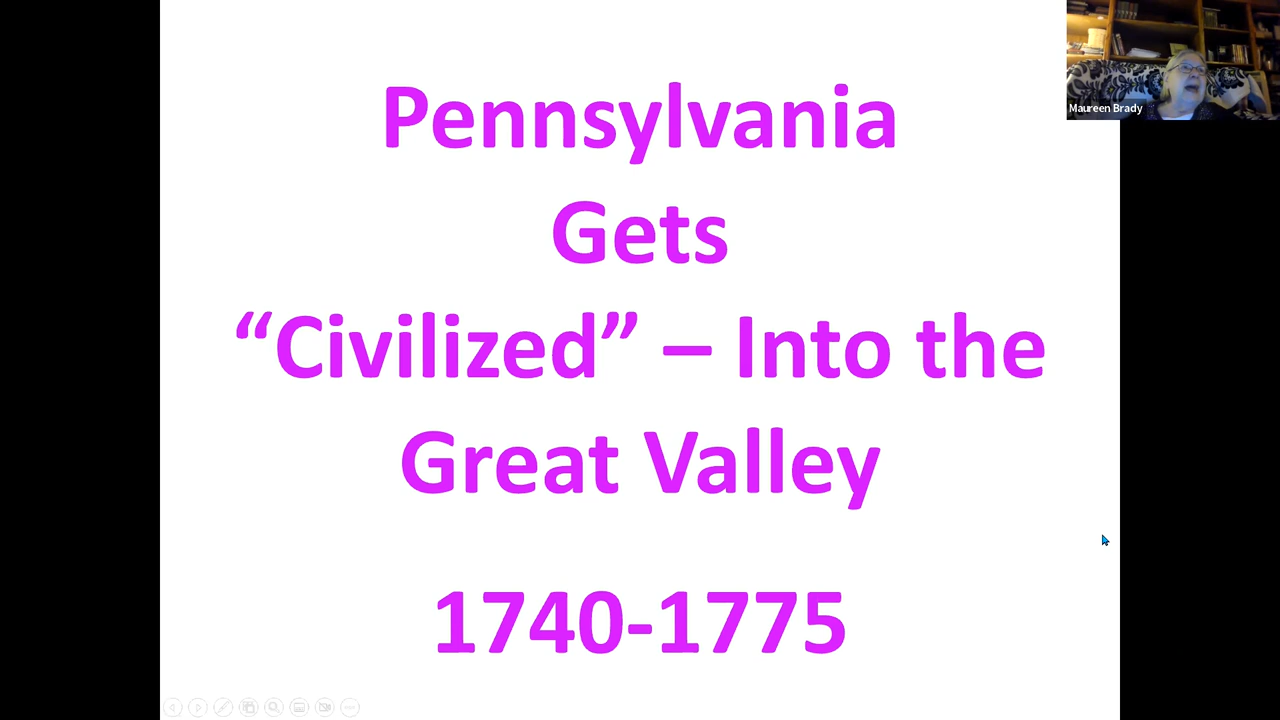 Pennsylvania
Gets
“Civilized” – Into the
Great Valley
1740-1775
Maureen Brady